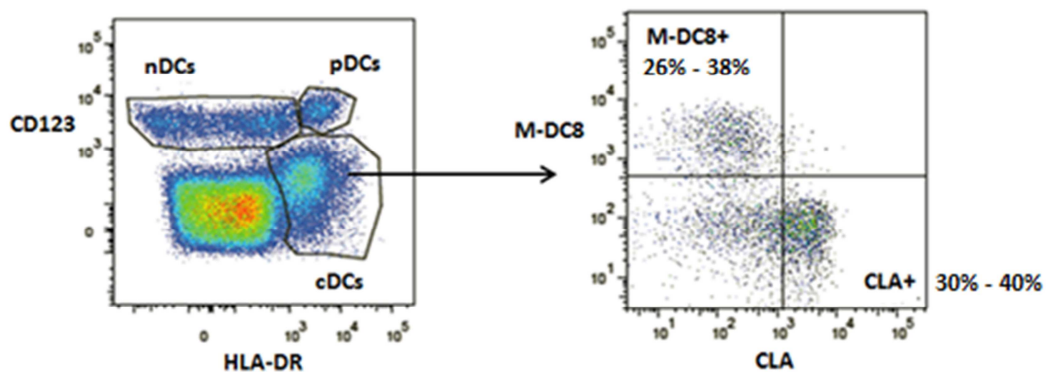 nDCs
pDCs
CD123
10⁵
10⁴
10³
0
cDCs
0
10³
10⁴
10⁵
HLA-DR
M-DC8+
26% - 38%
M-DC8
10⁵
10⁴
10³
10²
10¹
CLA+
30% - 40%
10¹
10²
10³
10⁴
10⁵
CLA